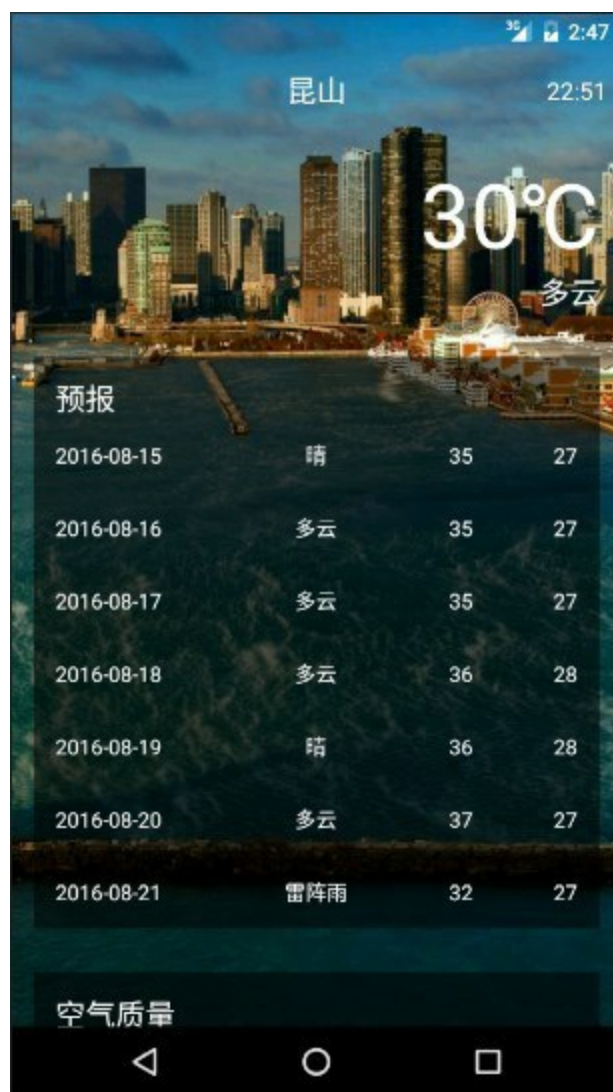 3G 2:47
昆山 22:51
30℃
多云
预报
2016-08-15 晴 35 27
2016-08-16 多云 35 27
2016-08-17 多云 35 27
2016-08-18 多云 36 28
2016-08-19 晴 36 28
2016-08-20 多云 37 27
2016-08-21 雷阵雨 32 27
空气质量